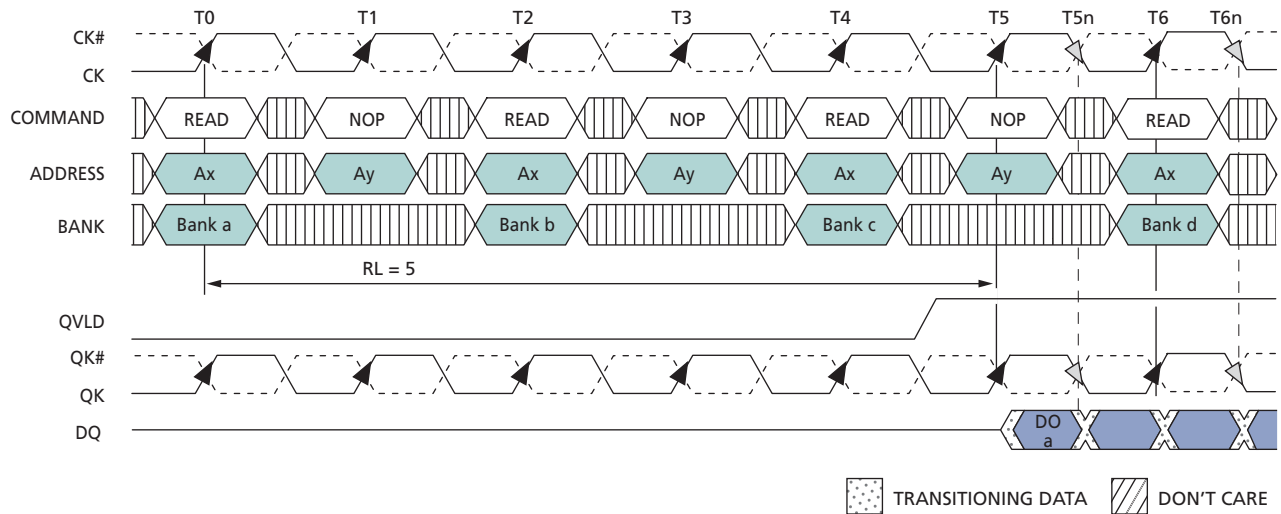 T0 T1 T2 T3 T4 T5 T5n T6 T6n
CK#
CK
COMMAND READ NOP READ NOP READ NOP READ
ADDRESS Ax Ay Ax Ay Ax Ay Ax
BANK Bank a Bank b Bank c Bank d
RL = 5
QVLD
QK#
QK
DQ DO
a
TRANSITIONING DATA DON'T CARE